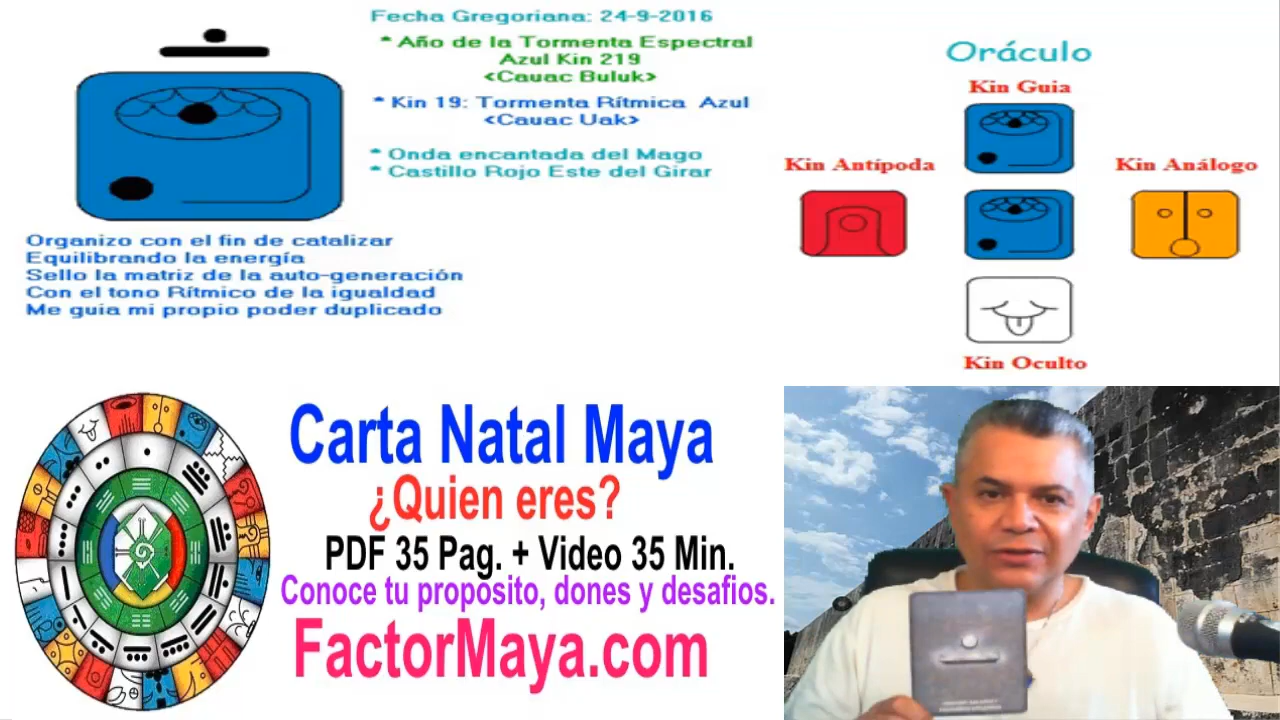 Fecha Gregoriana: 24-9-2016
* Año de la Tormenta Espectral
Azul Kin 219
<Cauac Buluk>
* Kin 19: Tormenta Rítmica Azul
<Cauac Uak>
* Onda encantada del Mago
* Castillo Rojo Este del Girar
Organizo con el fin de catalizar
Equilibrando la energía
Sello la matriz de la auto-generación
Con el tono Rítmico de la igualdad
Me guia mi propio poder duplicado
Oráculo
Kin Guia
Kin Antípoda
Kin Análogo
Kin Oculto
Carta Natal Maya
¿Quien eres?
PDF 35 Pag. + Video 35 Min.
Conoce tu proposito, dones y desafios.
FactorMaya.com